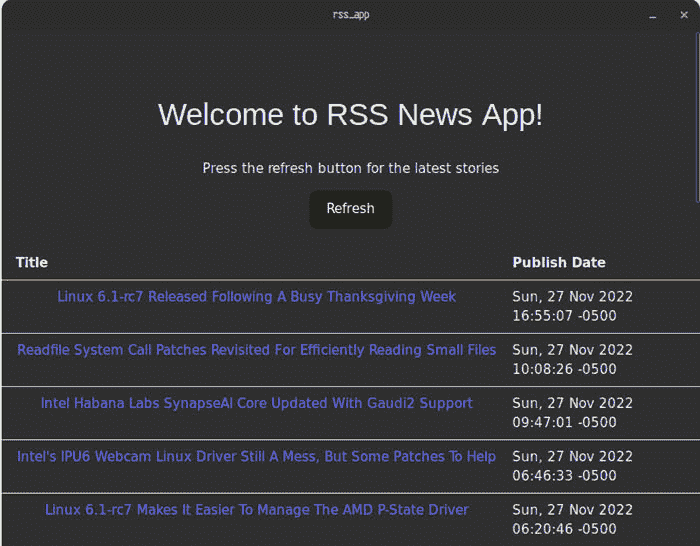 rss_app
Welcome to RSS News App!
Press the refresh button for the latest stories
Refresh
Title Publish Date
Linux 6.1-rc7 Released Following A Busy Thanksgiving Week Sun, 27 Nov 2022
16:55:07 -0500
Readfile System Call Patches Revisited For Efficiently Reading Small Files Sun, 27 Nov 2022
10:08:26 -0500
Intel Habana Labs SynapseAI Core Updated With Gaudi2 Support Sun, 27 Nov 2022
09:47:01 -0500
Intel's IPU6 Webcam Linux Driver Still A Mess, But Some Patches To Help Sun, 27 Nov 2022
06:46:33 -0500
Linux 6.1-rc7 Makes It Easier To Manage The AMD P-State Driver Sun, 27 Nov 2022
06:20:46 -0500